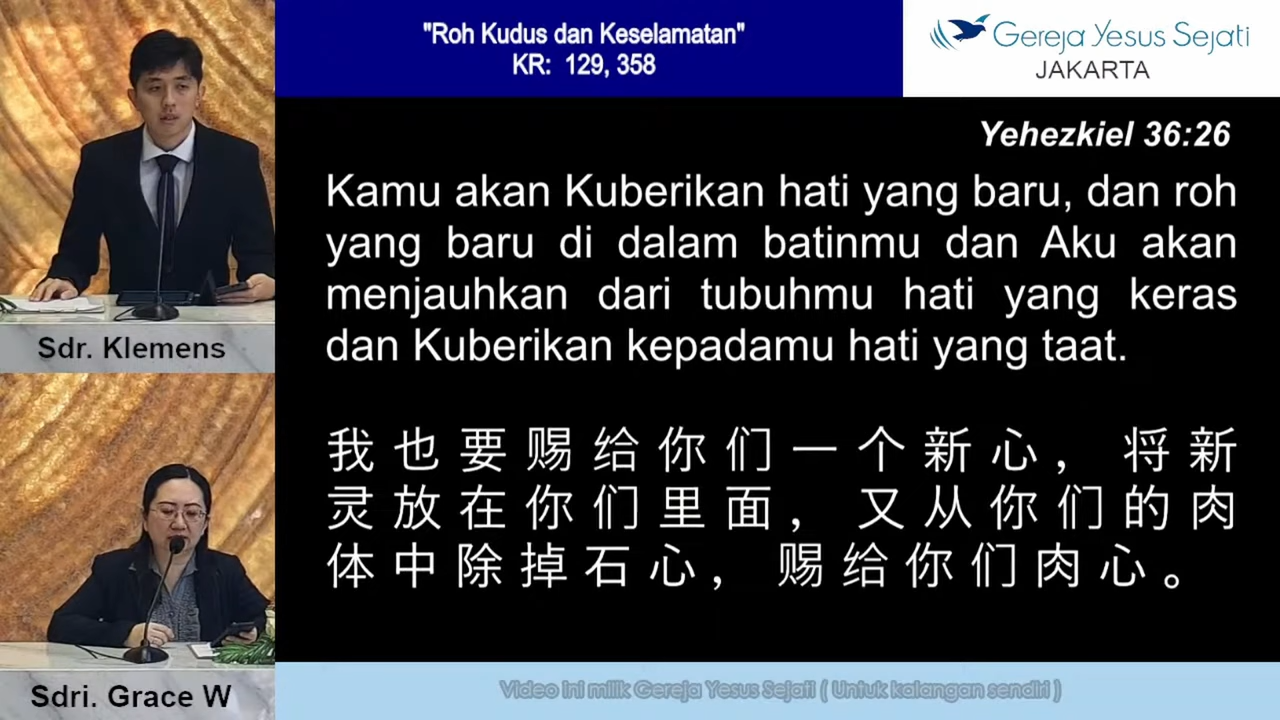 "Roh Kudus dan Keselamatan"
KR: 129, 358
Gereja Yesus Sejati
JAKARTA
Yehezkiel 36:26
Kamu akan Kuberikan hati yang baru, dan roh
yang baru di dalam batinmu dan Aku akan
menjauhkan dari tubuhmu hati yang keras
dan Kuberikan kepadamu hati yang taat.
我也要赐给你们一个新心，将新
灵放在你们里面，又从你们的肉
体中除掉石心，赐给你们肉心。
Sdr. Klemens
Sdri. Grace W
Video ini milik Gereja Yesus Sejati ( Untuk kalangan sendiri )